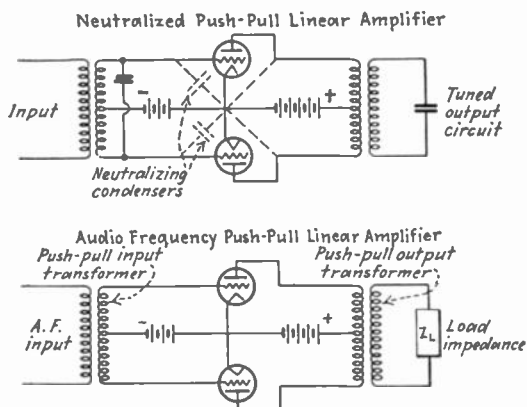 Neutralized Push-Pull Linear Amplifier
Input
-
+
Tuned
output
circuit
Neutralizing
condensers
Audio Frequency Push-Pull Linear Amplifier
Push-pull input
transformer
Push-pull output
transformer
A.F.
input
-
+
ZL
Load
impedance